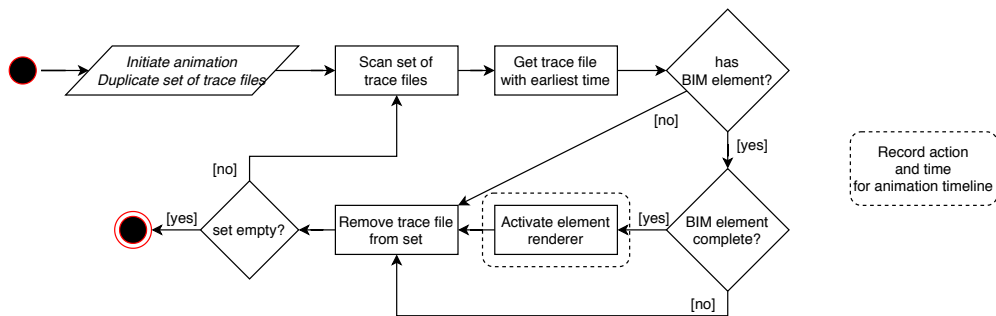 Initiate animation
Duplicate set of trace files
Scan set of
trace files
Get trace file
with earliest time
has
BIM element?
[no]
[yes]
Record action
and time
for animation timeline
[no]
[yes]
set empty?
Remove trace file
from set
Activate element
renderer
[yes]
BIM element
complete?
[no]